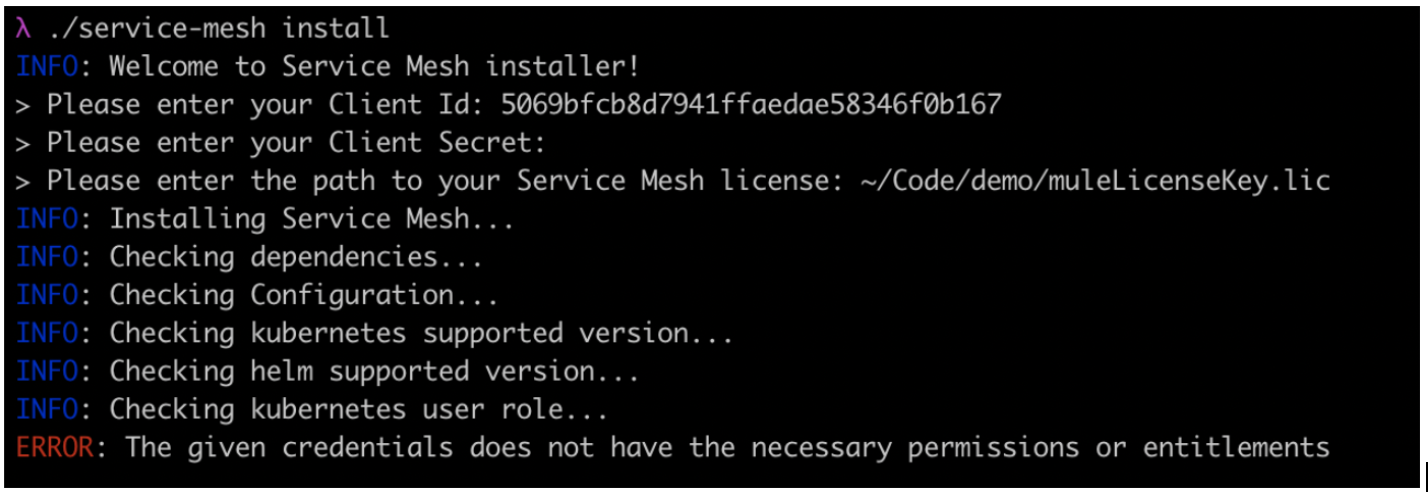 λ ./service-mesh install
INFO: Welcome to Service Mesh installer!
> Please enter your Client Id: 5069bfcb8d7941ffaedae58346f0b167
> Please enter your Client Secret:
> Please enter the path to your Service Mesh license: ~/Code/demo/muleLicenseKey.lic
INFO: Installing Service Mesh...
INFO: Checking dependencies...
INFO: Checking Configuration...
INFO: Checking kubernetes supported version...
INFO: Checking helm supported version...
INFO: Checking kubernetes user role...
ERROR: The given credentials does not have the necessary permissions or entitlements